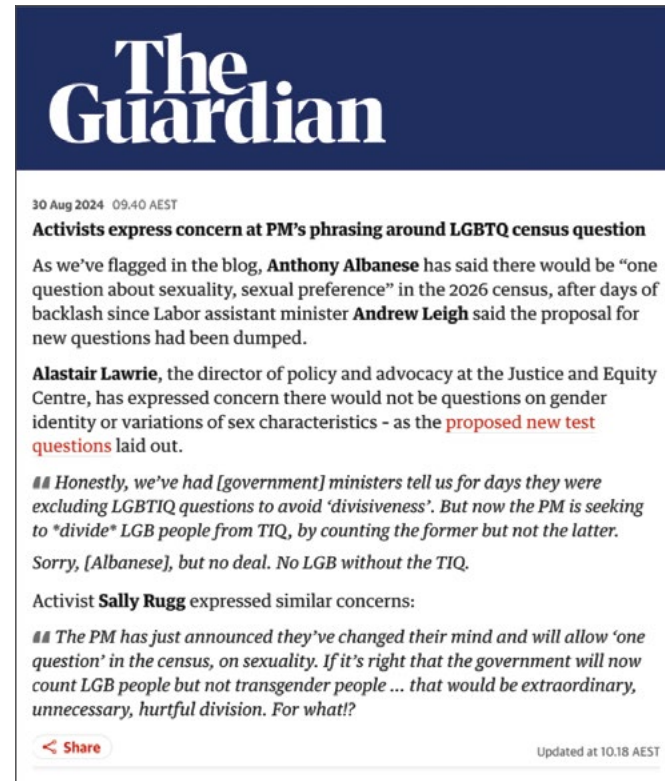 The
Guardian
30 Aug 2024 09.40 AEST
Activists express concern at PM's phrasing around LGBTQ census question
As we've flagged in the blog, Anthony Albanese has said there would be “one
question about sexuality, sexual preference” in the 2026 census, after days of
backlash since Labor assistant minister Andrew Leigh said the proposal for
new questions had been dumped.
Alastair Lawrie, the director of policy and advocacy at the Justice and Equity
Centre, has expressed concern there would not be questions on gender
identity or variations of sex characteristics - as the proposed new test
questions laid out.
“ Honestly, we've had [government] ministers tell us for days they were
excluding LGBTIQ questions to avoid ‘divisiveness’. But now the PM is seeking
to *divide* LGB people from TIQ, by counting the former but not the latter.
Sorry, [Albanese], but no deal. No LGB without the TIQ.
Activist Sally Rugg expressed similar concerns:
“ The PM has just announced they've changed their mind and will allow ‘one
question’ in the census, on sexuality. If it's right that the government will now
count LGB people but not transgender people ... that would be extraordinary,
unnecessary, hurtful division. For what!?
Share
Updated at 10.18 AEST